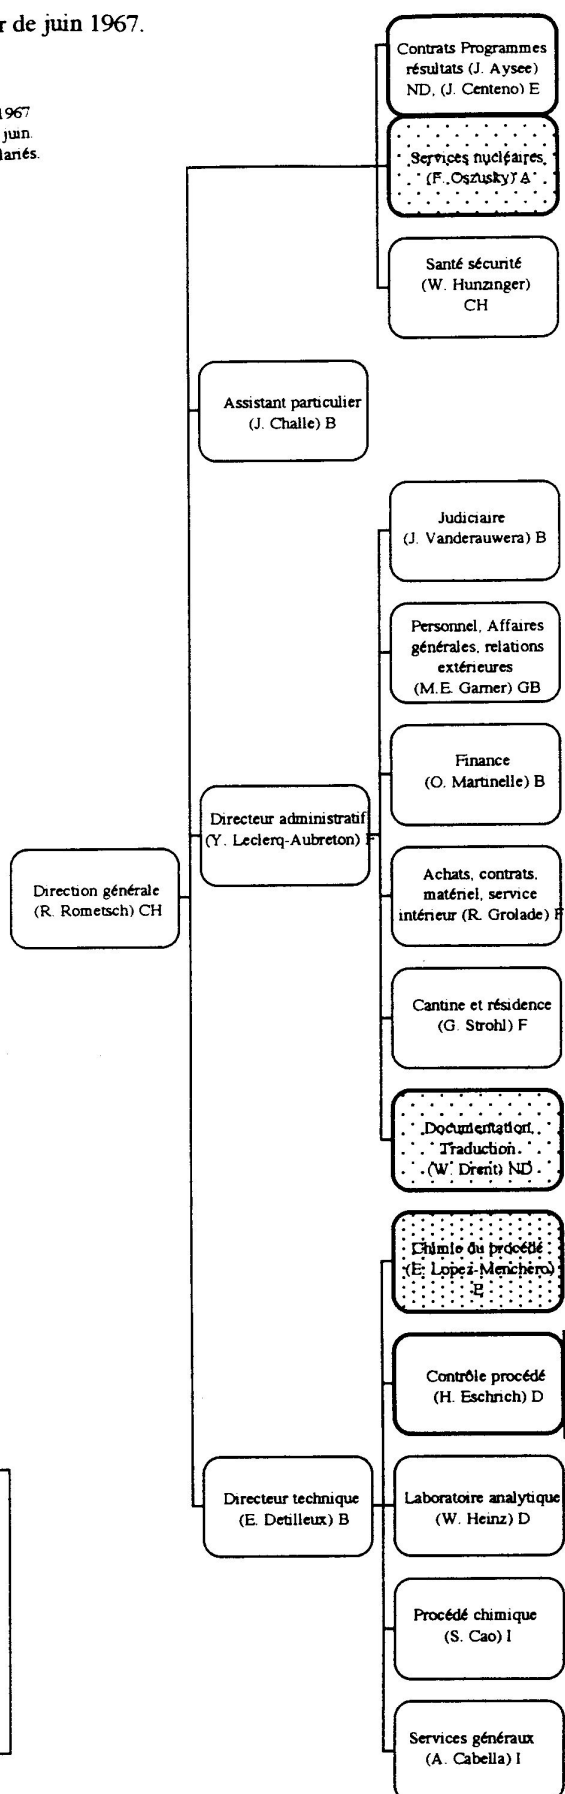 r de juin 1967.
1967
juin.
lariés.
Contrats Programmes
résultats (J. Aysee)
ND, (J. Centeno) E
Services nucléaires
(F. Oszusky) A
Santé sécurité
(W. Hunzinger)
CH
Assistant particulier
(J. Challe) B
Judiciaire
(J. Vanderauwera) B
Personnel, Affaires
générales, relations
extérieures
(M.E. Garner) GB
Finance
(O. Martinelle) B
Directeur administratif
(Y. Leclerq-Aubreton) F
Achats, contrats,
matériel, service
intérieur (R. Grolade) F
Direction générale
(R. Rometsch) CH
Cantine et résidence
(G. Strohl) F
Documentation,
Traduction
(W. Drent) ND
Chimie du procédé
(E. Lopez-Menchero)
E
Contrôle procédé
(H. Eschrich) D
Directeur technique
(E. Detilleux) B
Laboratoire analytique
(W. Heinz) D
Procédé chimique
(S. Cao) I
Services généraux
(A. Cabella) I